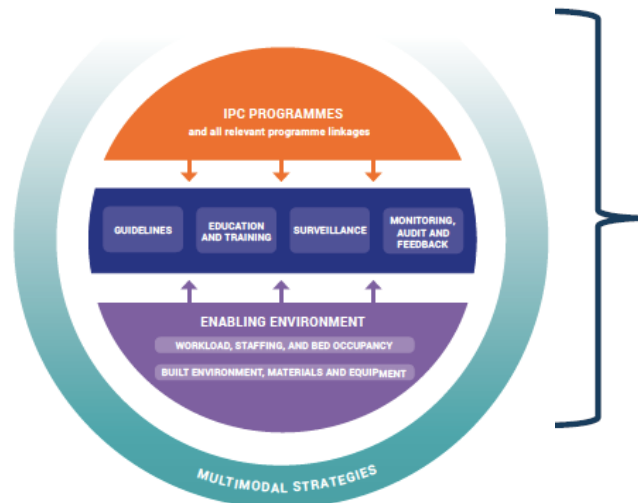 IPC PROGRAMMES
and all relevant programme linkages
GUIDELINES
EDUCATION
AND TRAINING
SURVEILLANCE
MONITORING,
AUDIT AND
FEEDBACK
ENABLING ENVIRONMENT
WORKLOAD, STAFFING, AND BED OCCUPANCY
BUILT ENVIRONMENT, MATERIALS AND EQUIPMENT
MULTIMODAL STRATEGIES